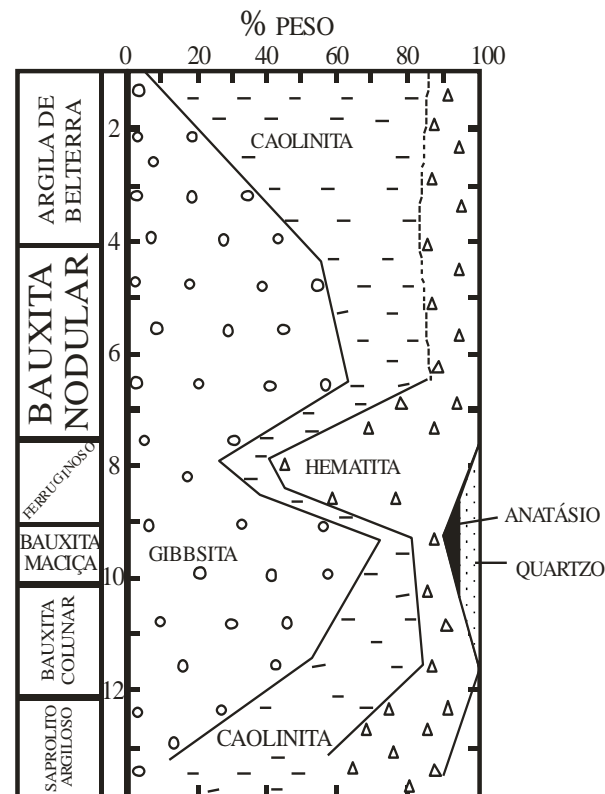 % PESO
0 20 40 60 80 100
ARGILA DE
BELTERRA
BAUXITA
NODULAR
FERRUGINOSO
BAUXITA
MACIÇA
BAUXITA
COLUNAR
SAPROLITO
ARGILOSO
2
4
6
8
10
12
CAOLINITA
HEMATITA
GIBBSITA
CAOLINITA
ANATÁSIO
QUARTZO